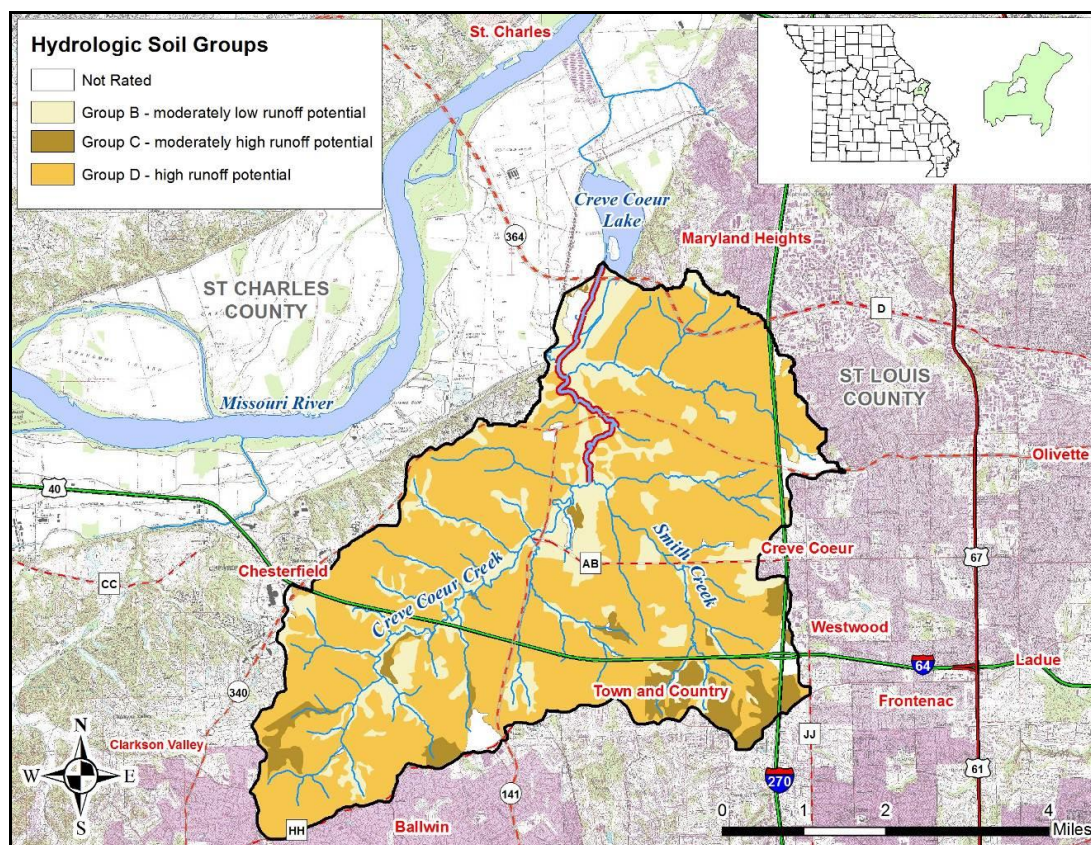 Hydrologic Soil Groups
Not Rated
Group B - moderately low runoff potential
Group C - moderately high runoff potential
Group D - high runoff potential
St. Charles
364
Creve Coeur
Lake
Maryland Heights
ST CHARLES
COUNTY
D
ST LOUIS
COUNTY
Missouri River
Olivette
40
Smith Creek
Creve Coeur
67
CC
Chesterfield
AB
Creve Coeur Creek
Westwood
64
Ladue
Town and Country
Frontenac
340
Clarkson Valley
JJ
N
W
E
S
270
61
141
HH
Ballwin
0
1
2
4
Miles